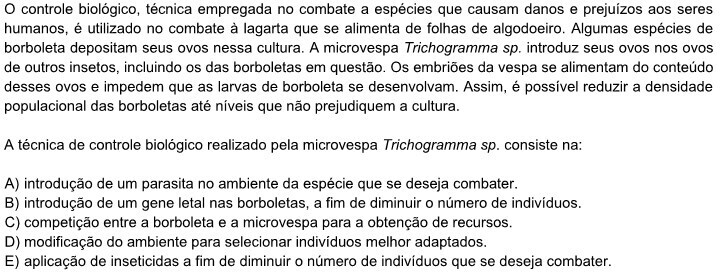 O controle biológico, técnica empregada no combate a espécies que causam danos e prejuízos aos seres
humanos, é utilizado no combate à lagarta que se alimenta de folhas de algodoeiro. Algumas espécies de
borboleta depositam seus ovos nessa cultura. A microvespa Trichogramma sp. introduz seus ovos nos ovos
de outros insetos, incluindo os das borboletas em questão. Os embriões da vespa se alimentam do conteúdo
desses ovos e impedem que as larvas de borboleta se desenvolvam. Assim, é possível reduzir a densidade
populacional das borboletas até níveis que não prejudiquem a cultura.
A técnica de controle biológico realizado pela microvespa Trichogramma sp. consiste na:
A) introdução de um parasita no ambiente da espécie que se deseja combater.
B) introdução de um gene letal nas borboletas, a fim de diminuir o número de indivíduos.
C) competição entre a borboleta e a microvespa para a obtenção de recursos.
D) modificação do ambiente para selecionar indivíduos melhor adaptados.
E) aplicação de inseticidas a fim de diminuir o número de indivíduos que se deseja combater.